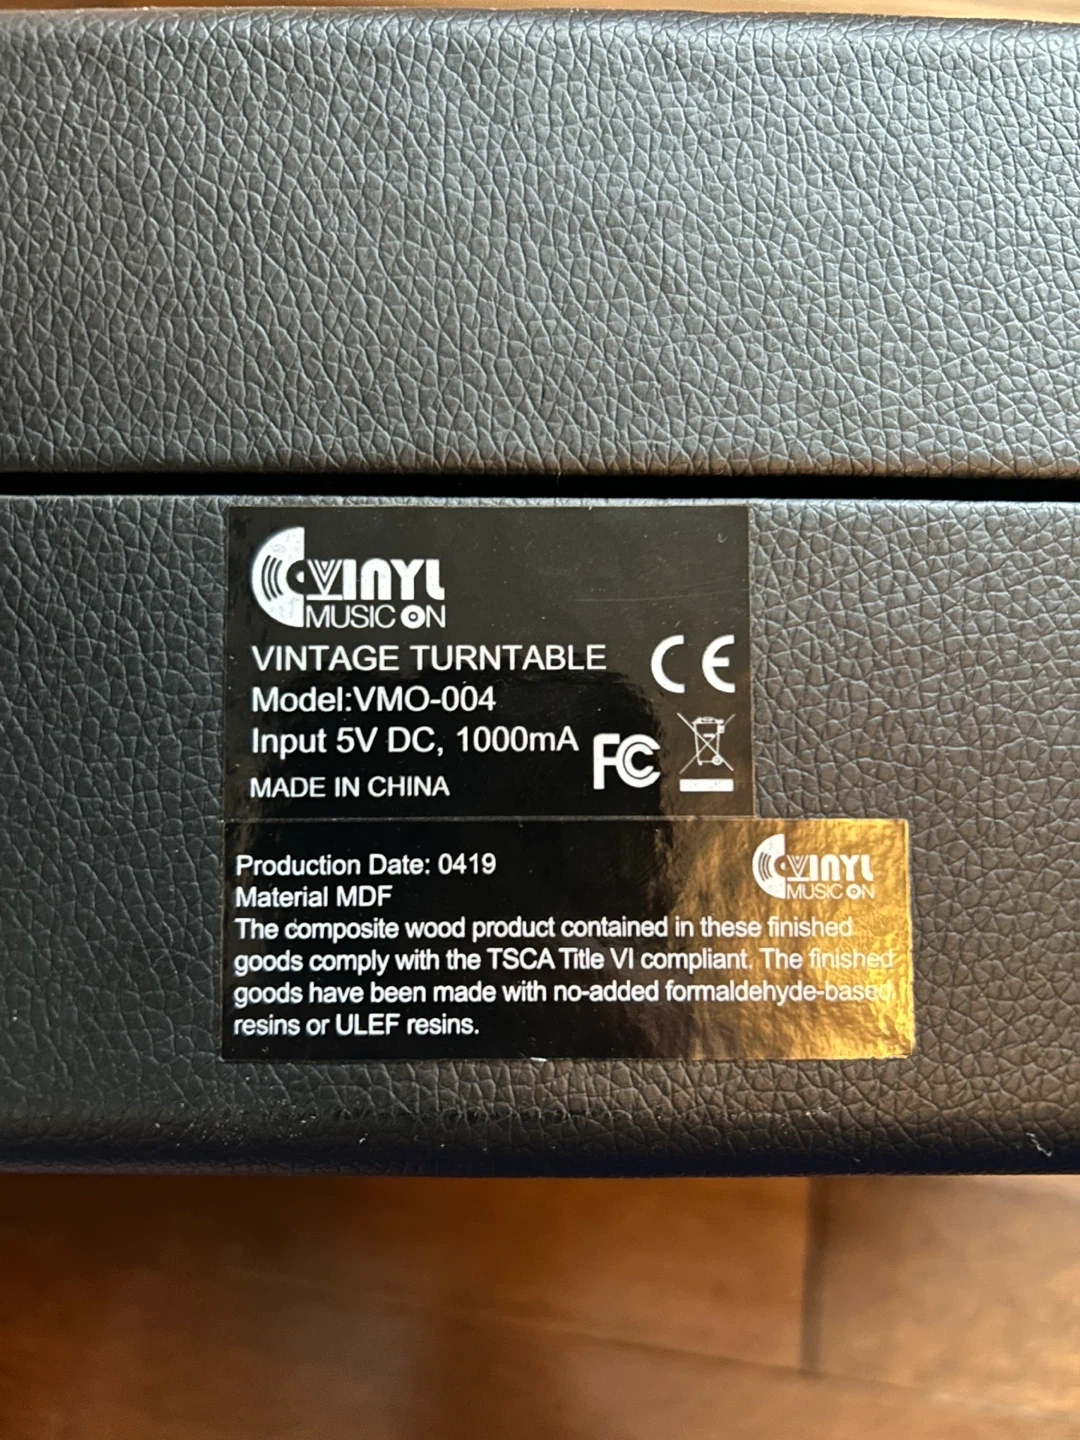 VINYL
MUSIC ON
VINTAGE TURNTABLE
Model:VMO-004
Input 5V DC, 1000mA
MADE IN CHINA
CE
FC
Production Date: 0419
Material MDF
VINYL
MUSIC ON
The composite wood product contained in these finished
goods comply with the TSCA Title VI compliant. The finished
goods have been made with no-added formaldehyde-based
resins or ULEF resins.